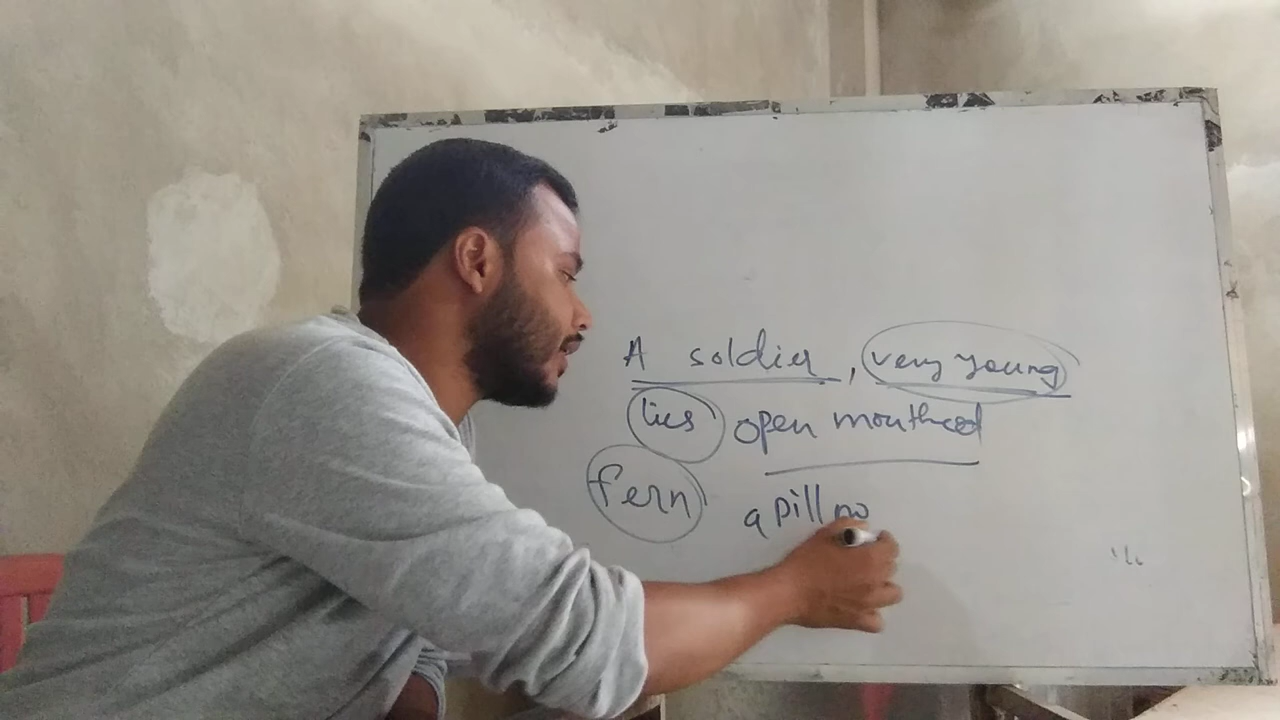 A soldier, very young
lies open mouthed
fern a pillow